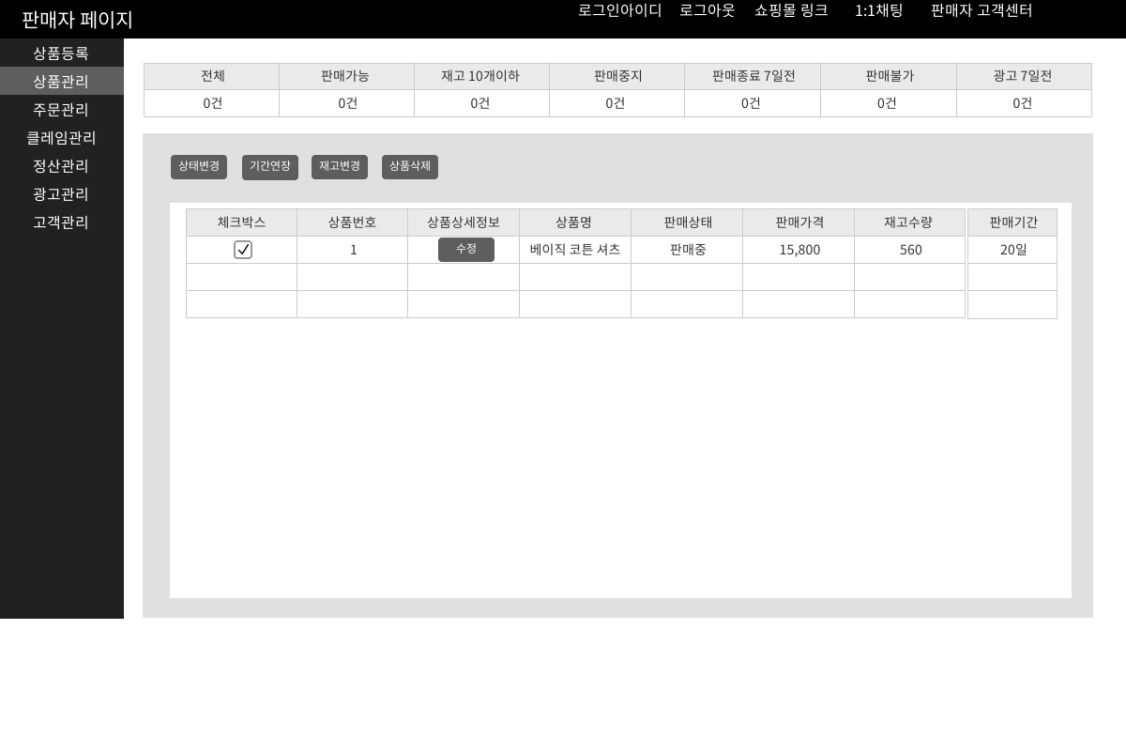 판매자 페이지
로그인아이디 로그아웃 쇼핑몰 링크 1:1채팅 판매자 고객센터
상품등록
상품관리
주문관리
클레임관리
정산관리
광고관리
고객관리
전체 판매가능 재고 10개이하 판매중지 판매종료 7일전 판매불가 광고 7일전
0건 0건 0건 0건 0건 0건 0건
상태변경 기간연장 재고변경 상품삭제
체크박스 상품번호 상품상세정보 상품명 판매상태 판매가격 재고수량 판매기간
1 수정 베이직 코튼 셔츠 판매중 15,800 560 20일